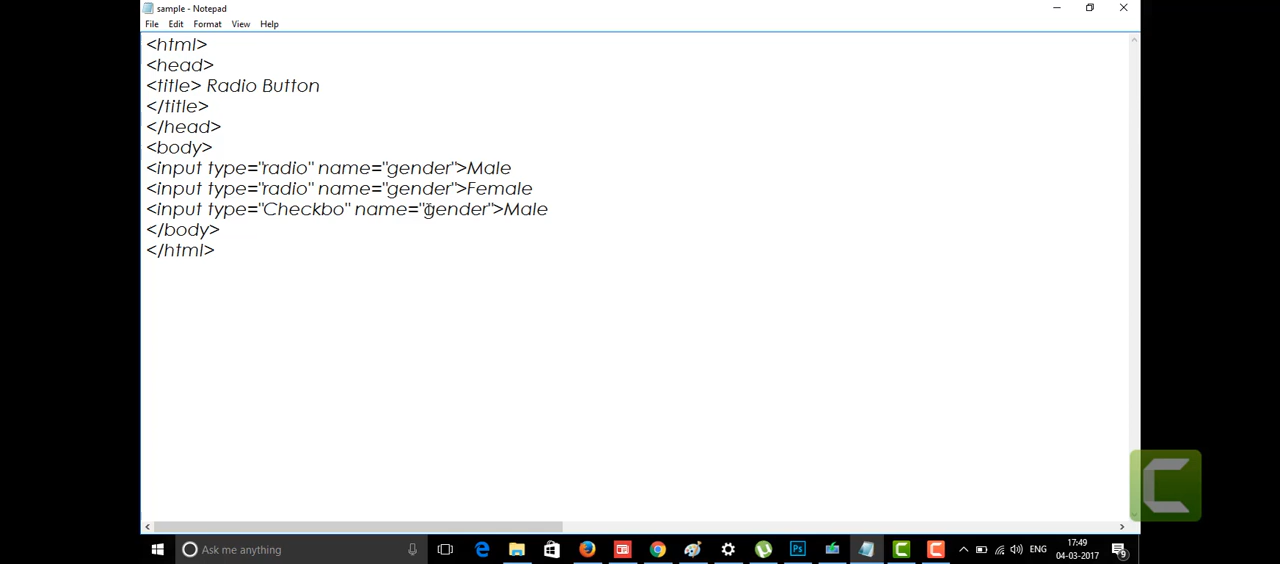 sample - Notepad
File Edit Format View Help
<html>
<head>
<title> Radio Button
</title>
</head>
<body>
<input type="radio" name="gender">Male
<input type="radio" name="gender">Female
<input type="Checkbo" name="gender">Male
</body>
</html>
Ask me anything
ENG
17:49
04-03-2017
9
Ps